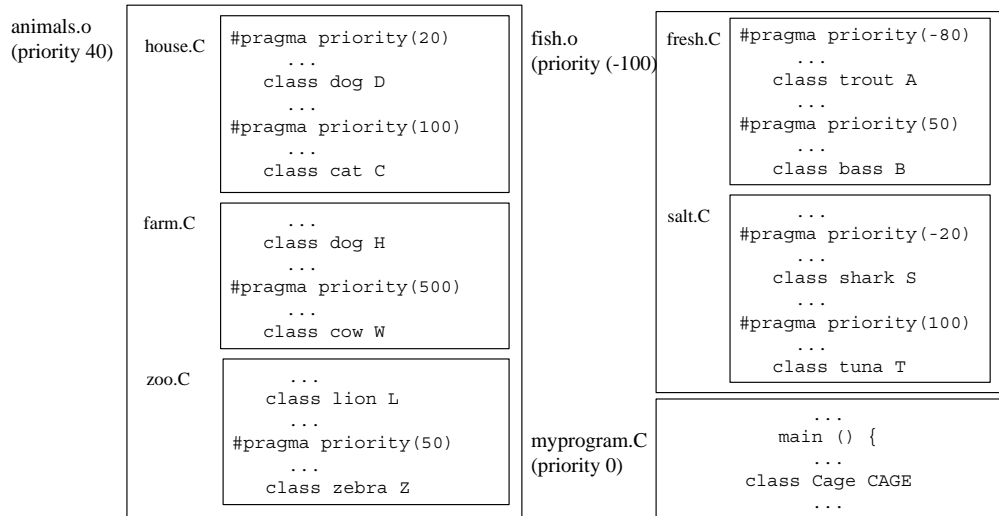 animals.o
(priority 40)
house.C
#pragma priority(20)
...
class dog D
...
#pragma priority(100)
...
class cat C
farm.C
...
class dog H
...
#pragma priority(500)
...
class cow W
zoo.C
...
class lion L
...
#pragma priority(50)
...
class zebra Z
fish.o
(priority (-100)
fresh.C
#pragma priority(-80)
...
class trout A
...
#pragma priority(50)
...
class bass B
salt.C
...
#pragma priority(-20)
...
class shark S
...
#pragma priority(100)
...
class tuna T
myprogram.C
(priority 0)
...
main () {
...
class Cage CAGE
...